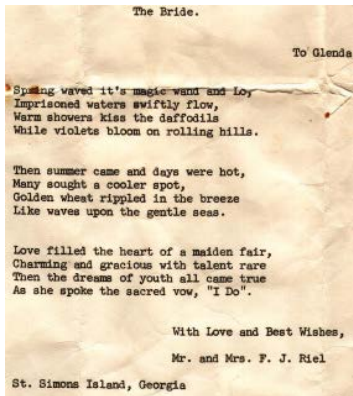 The Bride.
To Glenda
Spring waved it's magic wand and Lo,
Imprisoned waters swiftly flow,
Warm showers kiss the daffodils
While violets bloom on rolling hills.
Then summer came and days were hot,
Many sought a cooler spot,
Golden wheat rippled in the breeze
Like waves upon the gentle seas.
Love filled the heart of a maiden fair,
Charming and gracious with talent rare
Then the dreams of youth all came true
As she spoke the sacred vow, "I Do".
With Love and Best Wishes,
Mr. and Mrs. F. J. Riel
St. Simons Island, Georgia